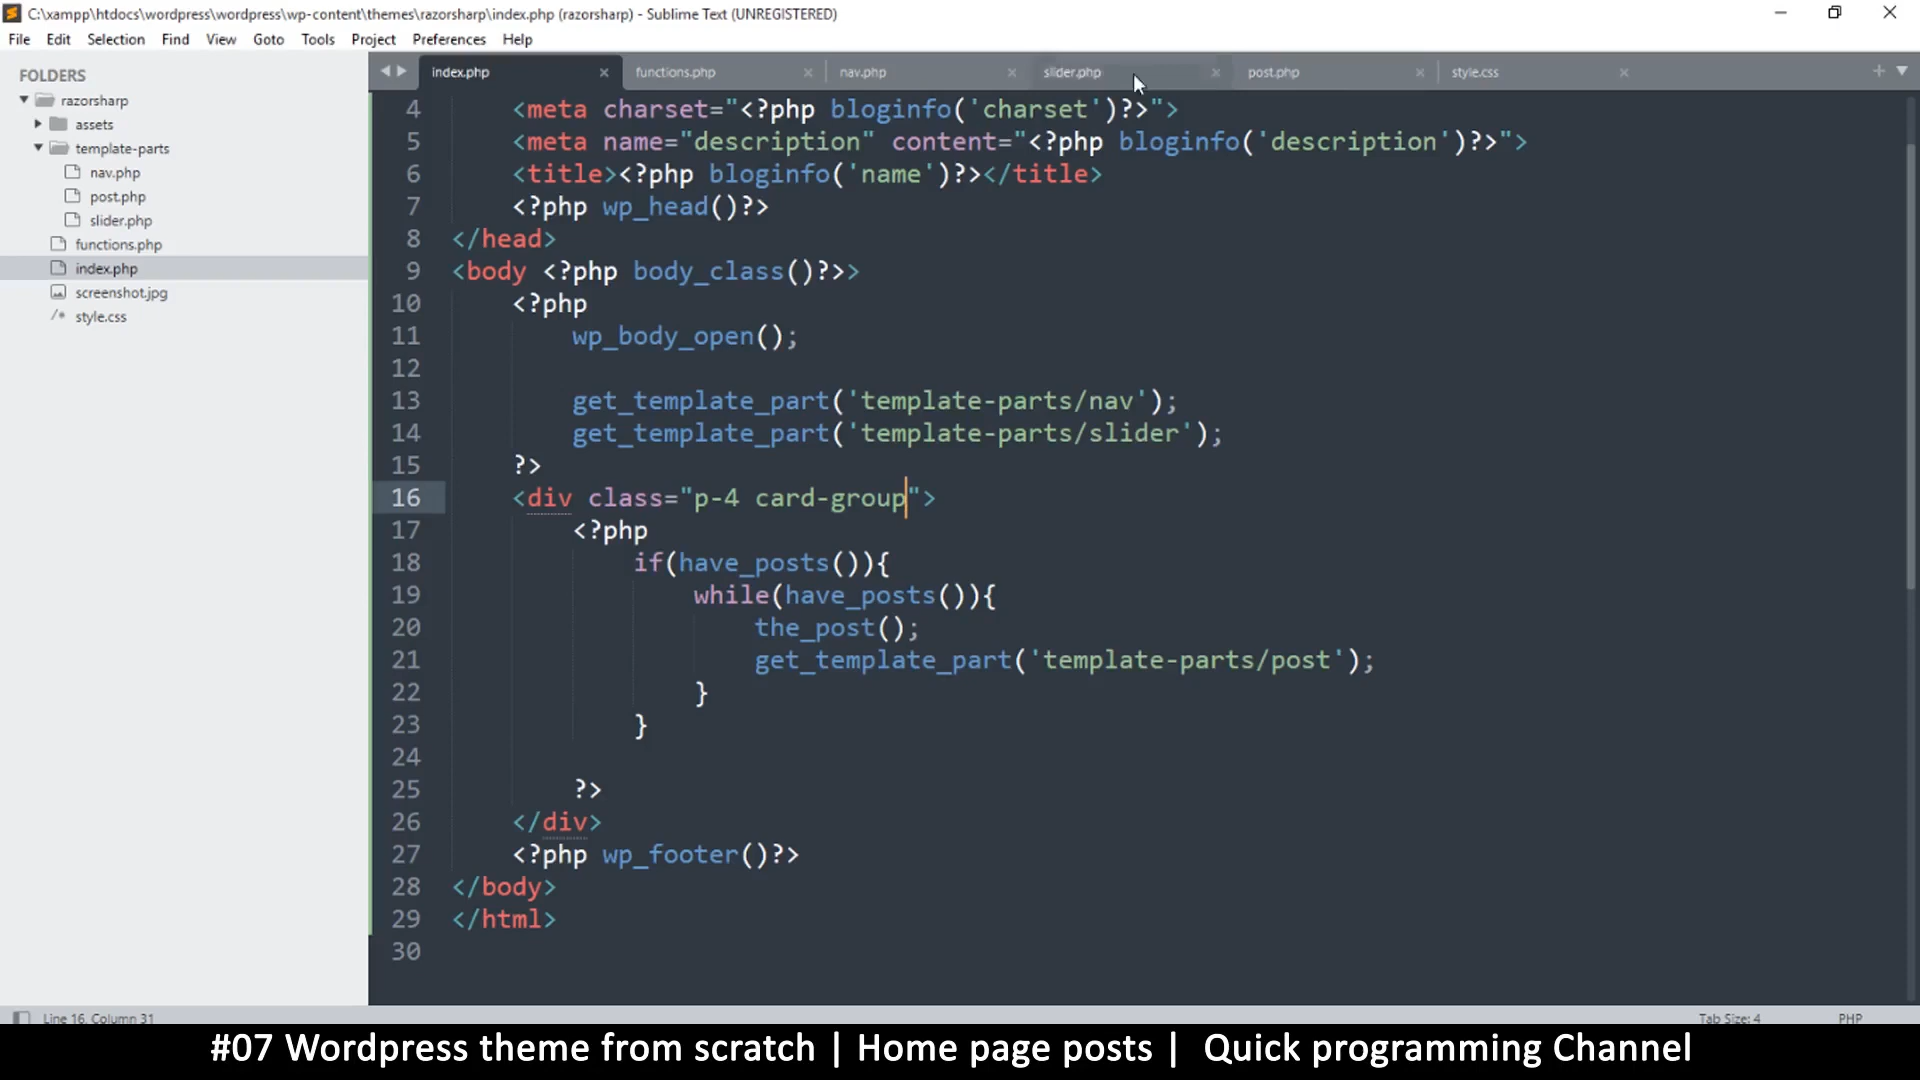 C:\xampp\htdocs\wordpress\wordpress\wp-content\themes\razorsharp\index.php (razorsharp) - Sublime Text (UNREGISTERED)
File Edit Selection Find View Goto Tools Project Preferences Help
FOLDERS
razorsharp
assets
template-parts
nav.php
post.php
slider.php
functions.php
index.php
screenshot.jpg
/* style.css
index.php × functions.php × nav.php × slider.php × post.php × style.css × +
4 <meta charset="<?php bloginfo('charset')?>">
5 <meta name="description" content="<?php bloginfo('description')?>">
6 <title><?php bloginfo('name')?></title>
7 <?php wp_head()?>
8 </head>
9 <body <?php body_class()?>>
10 <?php
11 wp_body_open();
12
13 get_template_part('template-parts/nav');
14 get_template_part('template-parts/slider');
15 ?>
16 <div class="p-4 card-group">
17 <?php
18 if(have_posts()){
19 while(have_posts()){
20 the_post();
21 get_template_part('template-parts/post');
22 }
23 }
24
25 ?>
26 </div>
27 <?php wp_footer()?>
28 </body>
29 </html>
30
Line 16, Column 31 Tab Size: 4 PHP
#07 Wordpress theme from scratch | Home page posts | Quick programming Channel